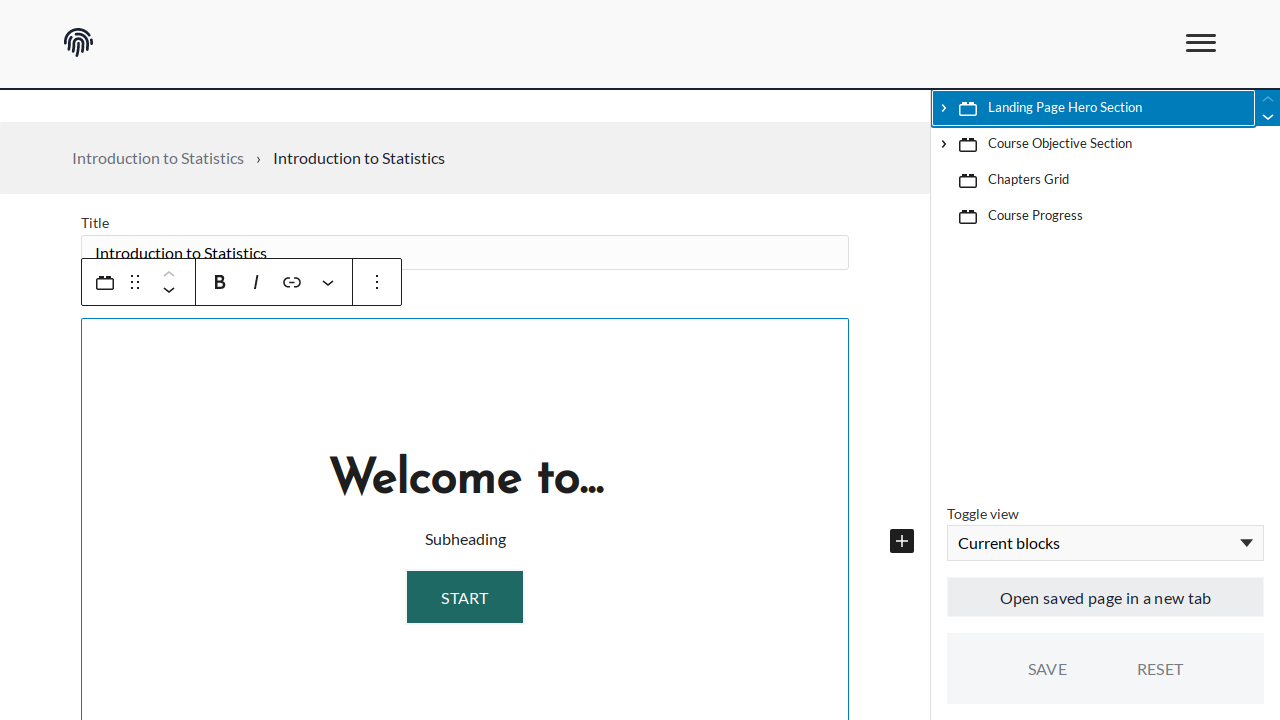 Introduction to Statistics › Introduction to Statistics
Title
Introduction to Statistics
B I
Welcome to...
Subheading
START
Landing Page Hero Section
Course Objective Section
Chapters Grid
Course Progress
Toggle view
Current blocks
Open saved page in a new tab
SAVE RESET